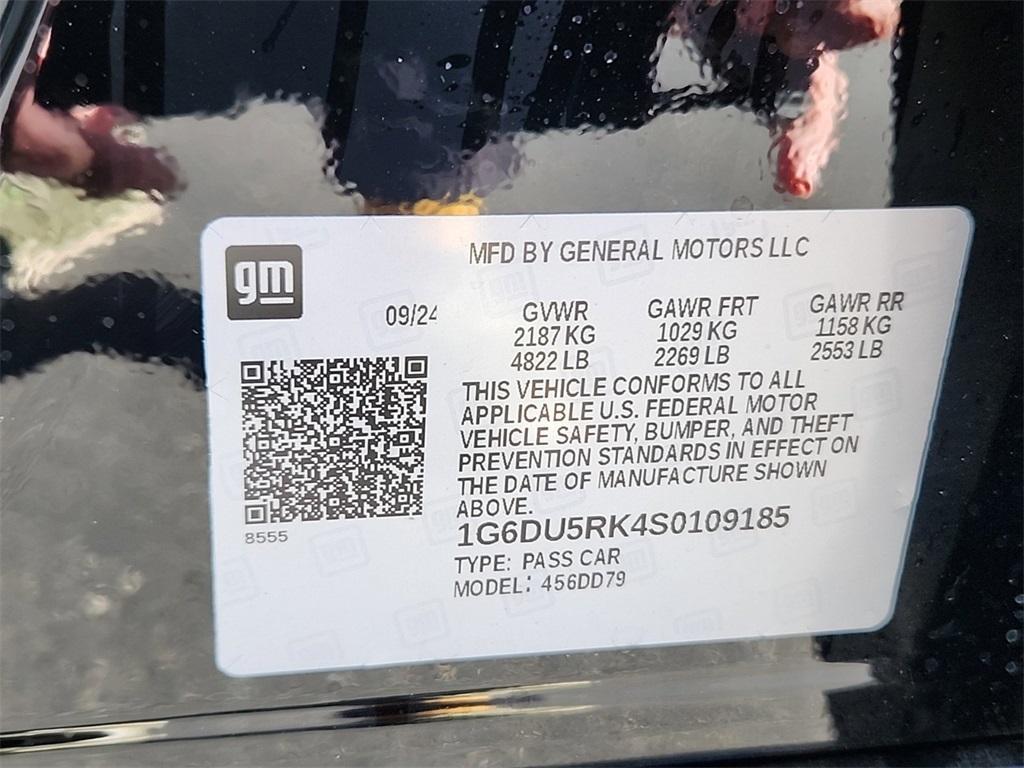 gm
MFD BY GENERAL MOTORS LLC
09/24
GVWR GAWR FRT GAWR RR
2187 KG 1029 KG 1158 KG
4822 LB 2269 LB 2553 LB
THIS VEHICLE CONFORMS TO ALL
APPLICABLE U.S. FEDERAL MOTOR
VEHICLE SAFETY, BUMPER, AND THEFT
PREVENTION STANDARDS IN EFFECT ON
THE DATE OF MANUFACTURE SHOWN
ABOVE.
1G6DU5RK4S0109185
8555
TYPE: PASS CAR
MODEL: 456DD79